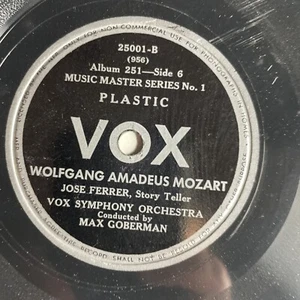 25001-B
(956)
Album 251—Side 6
MUSIC MASTER SERIES No. 1
PLASTIC
VOX
WOLFGANG AMADEUS MOZART
JOSE FERRER, Story Teller
VOX SYMPHONY ORCHESTRA
Conducted by
MAX GOBERMAN